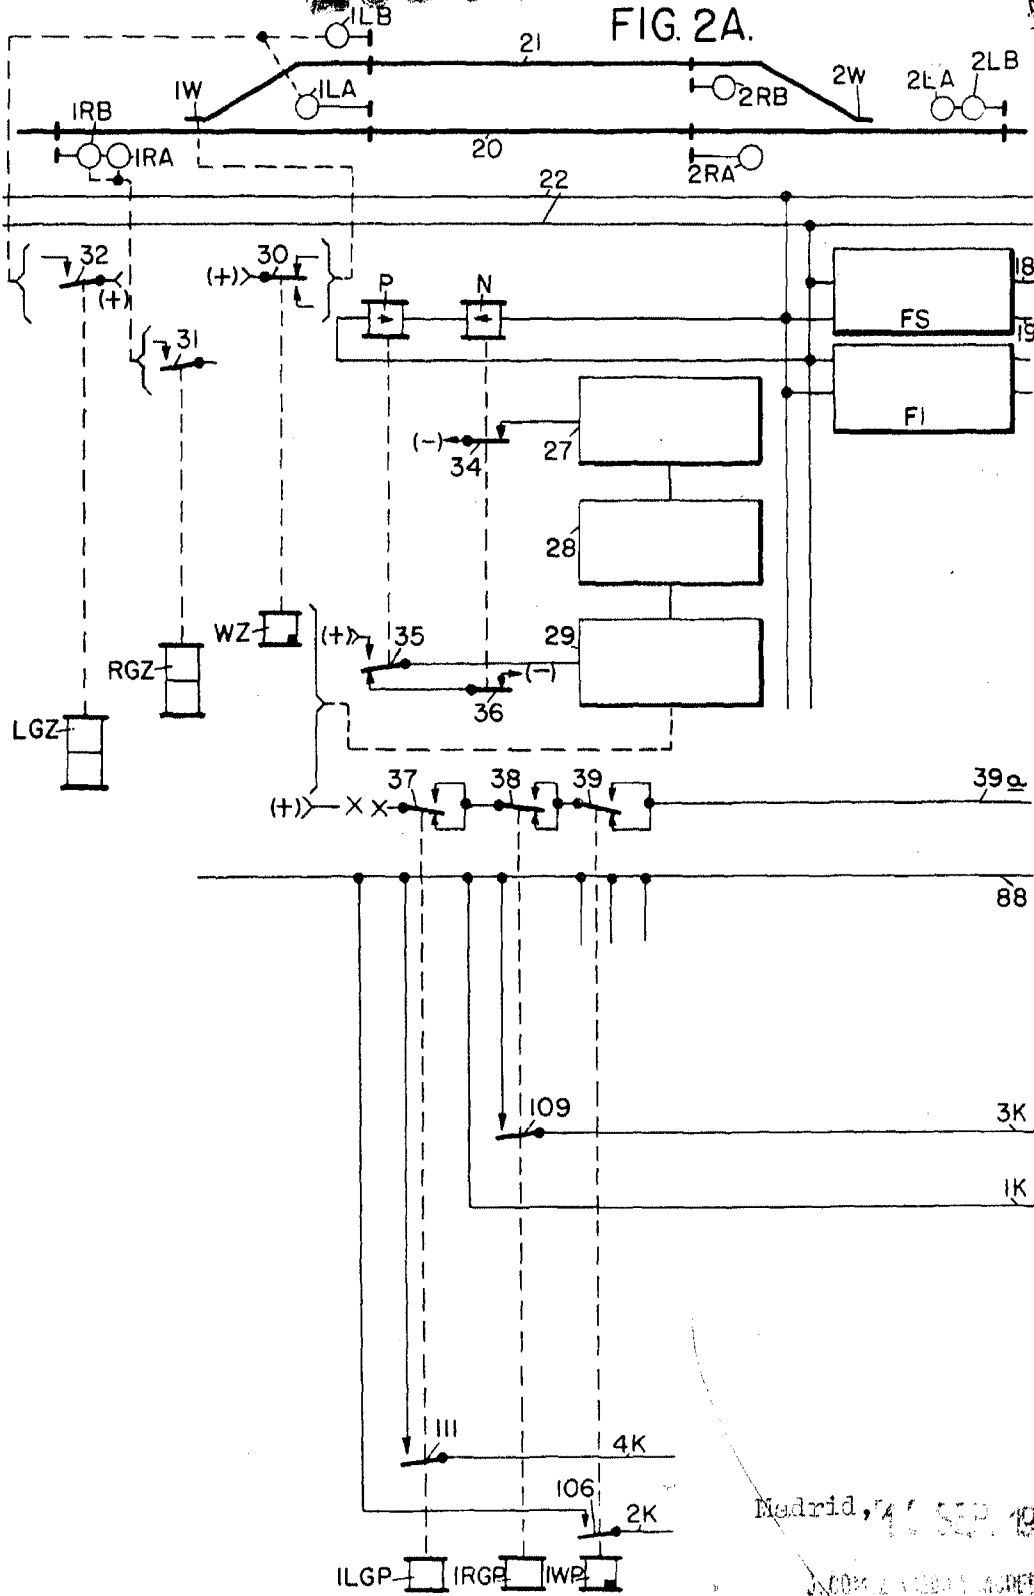 FIG. 2A.
1LB
21
1W
1LA
2RB
2W
2LA
2LB
1RB
1RA
20
2RA
22
32
(+)
(+)
30
P
N
18
FS
19
31
F1
(-)
34
27
28
WZ
(+)
35
29
(-)
RGZ
36
LGZ
37
38
39
39a
(+)
88
109
3K
1K
111
4K
106
2K
Madrid,
1LGP
1RGP
1WP